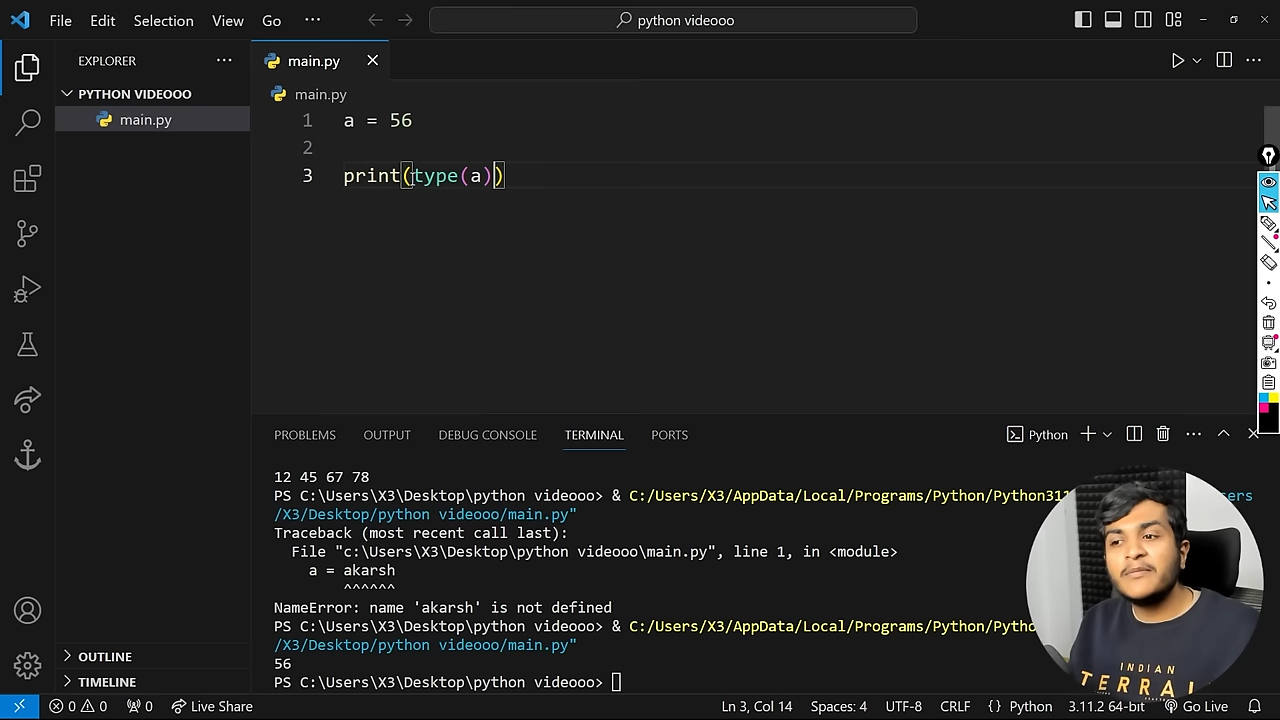 File Edit Selection View Go ··· python videooo
EXPLORER ···
PYTHON VIDEOOO
main.py
main.py
main.py
1 a = 56
2
3 print(type(a))
PROBLEMS OUTPUT DEBUG CONSOLE TERMINAL PORTS Python
12 45 67 78
PS C:\Users\X3\Desktop\python videooo> & C:/Users/X3/AppData/Local/Programs/Python/Python311 sers
/X3/Desktop/python videooo/main.py"
Traceback (most recent call last):
File "c:\Users\X3\Desktop\python videooo\main.py", line 1, in <module>
a = akarsh
^^^^^^
NameError: name 'akarsh' is not defined
PS C:\Users\X3\Desktop\python videooo> & C:/Users/X3/AppData/Local/Programs/Python/Pytho
/X3/Desktop/python videooo/main.py"
56
PS C:\Users\X3\Desktop\python videooo>
INDIAN
TERRAI
OUTLINE
TIMELINE
0 0 0 Live Share Ln 3, Col 14 Spaces: 4 UTF-8 CRLF {} Python 3.11.2 64-bit Go Live